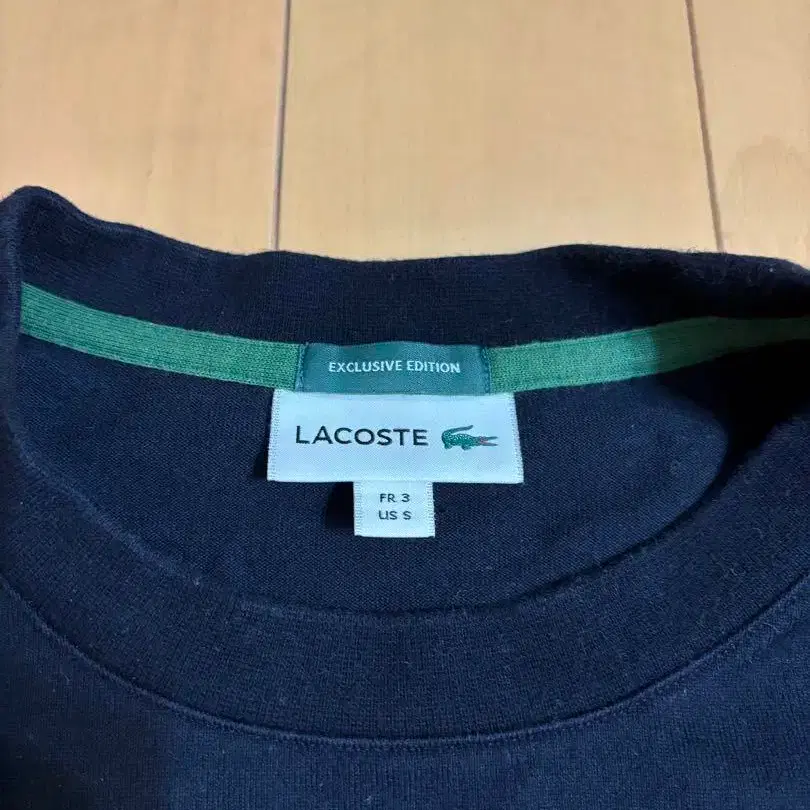 EXCLUSIVE EDITION
LACOSTE
FR 3
US S